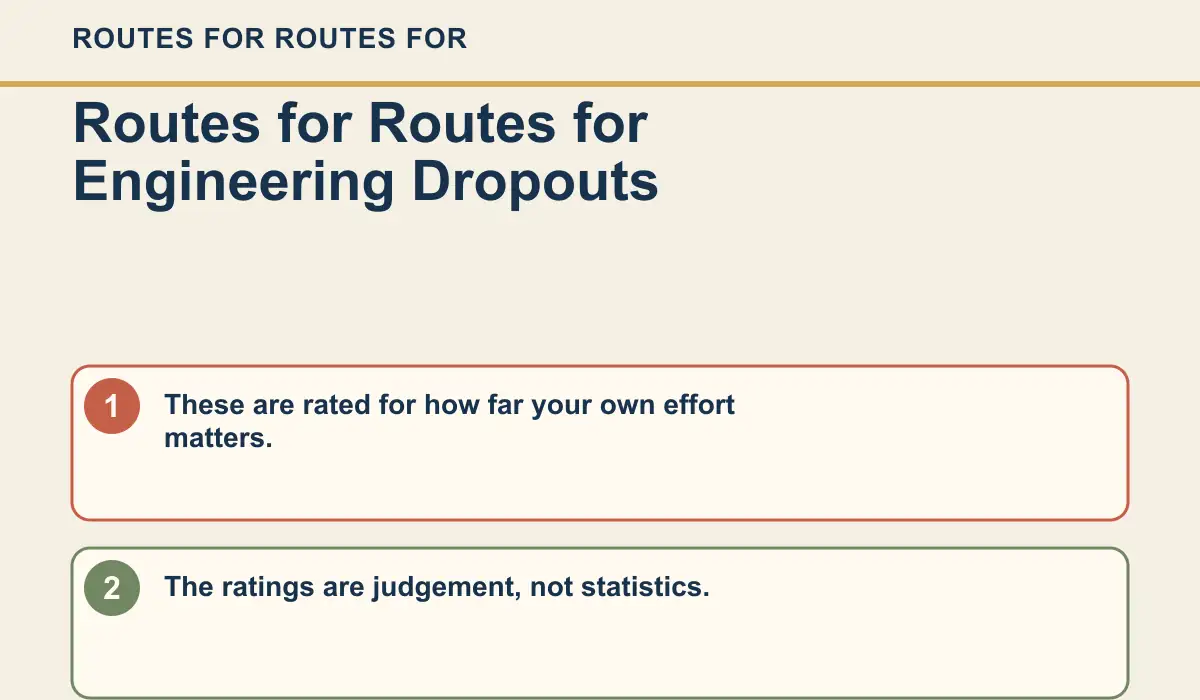 ROUTES FOR ROUTES FOR
Routes for Routes for
Engineering Dropouts
1
These are rated for how far your own effort
matters.
2
The ratings are judgement, not statistics.